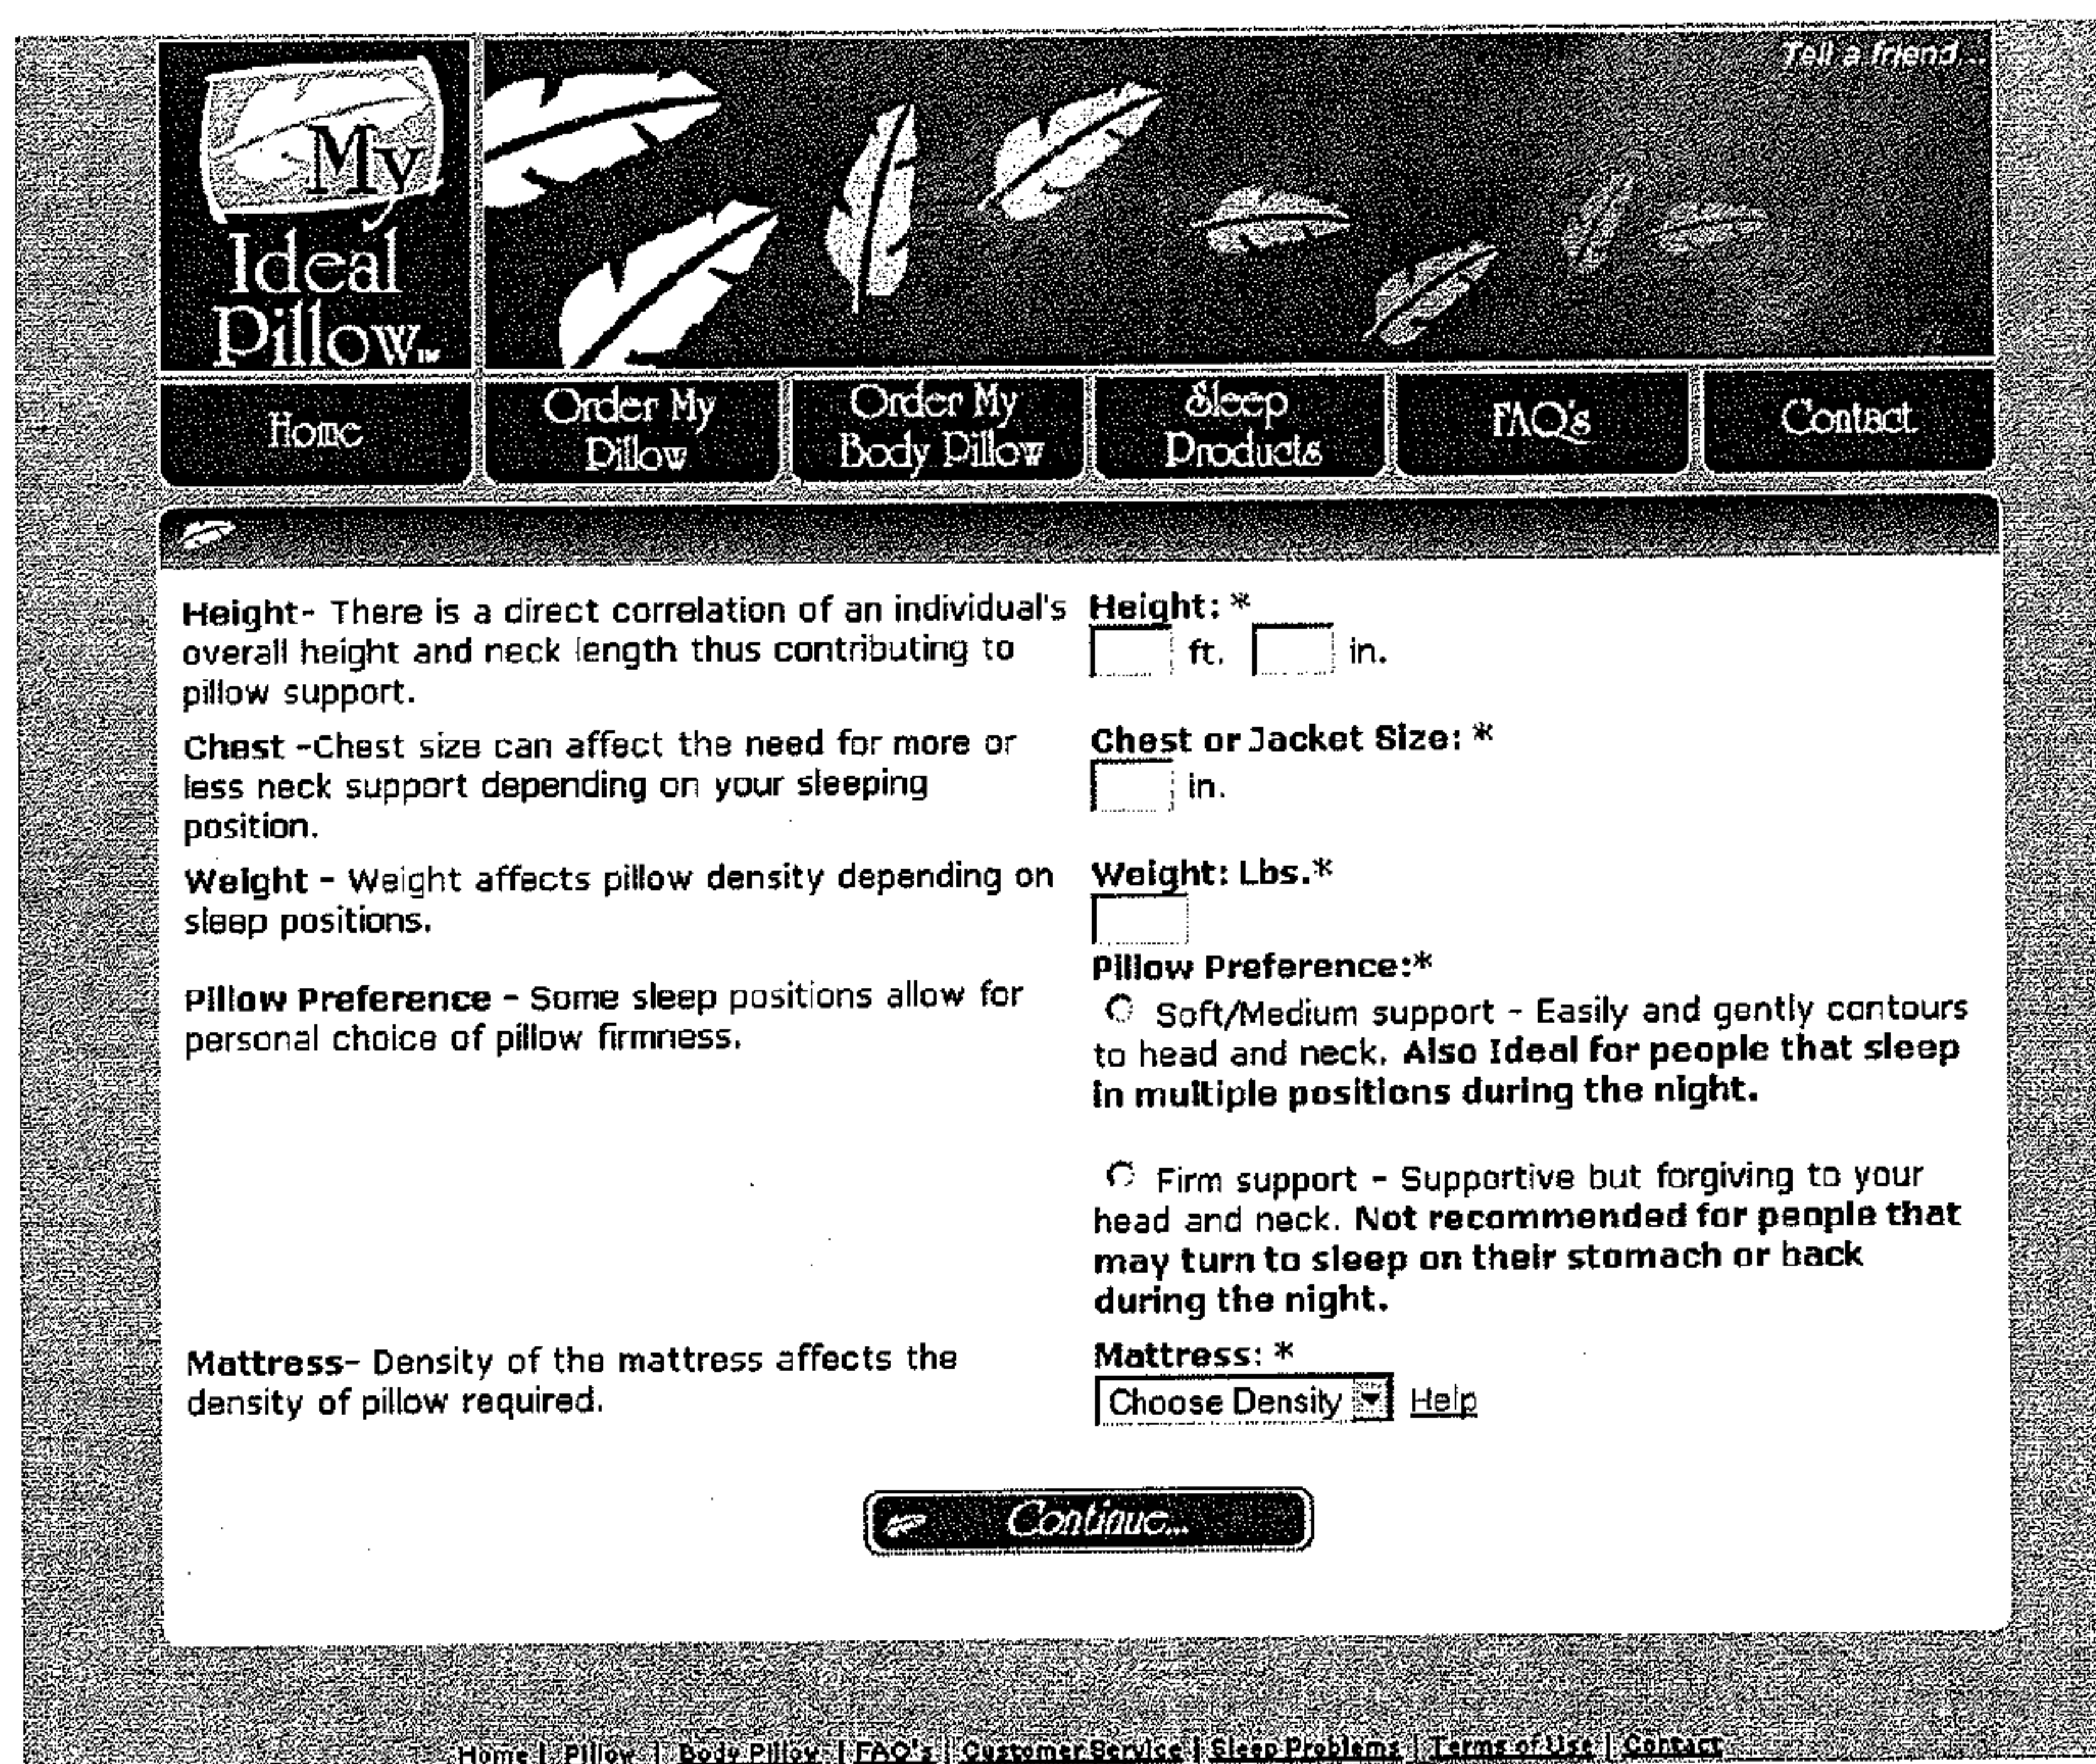 Tell a friend...
My
Ideal
Pillow™
Home
Order My
Pillow
Order My
Body Pillow
Sleep
Products
FAQ's
Contact
Height- There is a direct correlation of an individual's
overall height and neck length thus contributing to
pillow support.
Height: *
ft. in.
Chest -Chest size can affect the need for more or
less neck support depending on your sleeping
position.
Chest or Jacket Size: *
in.
Weight - Weight affects pillow density depending on
sleep positions.
Weight: Lbs.*
Pillow Preference - Some sleep positions allow for
personal choice of pillow firmness.
Pillow Preference:*
Soft/Medium support - Easily and gently contours
to head and neck. Also Ideal for people that sleep
in multiple positions during the night.
Firm support - Supportive but forgiving to your
head and neck. Not recommended for people that
may turn to sleep on their stomach or back
during the night.
Mattress- Density of the mattress affects the
density of pillow required.
Mattress: *
Choose Density Help
Continue...
Home | Pillow | Body Pillow | FAQ's | Customer Service | Sleep Problems | Terms of Use | Contact